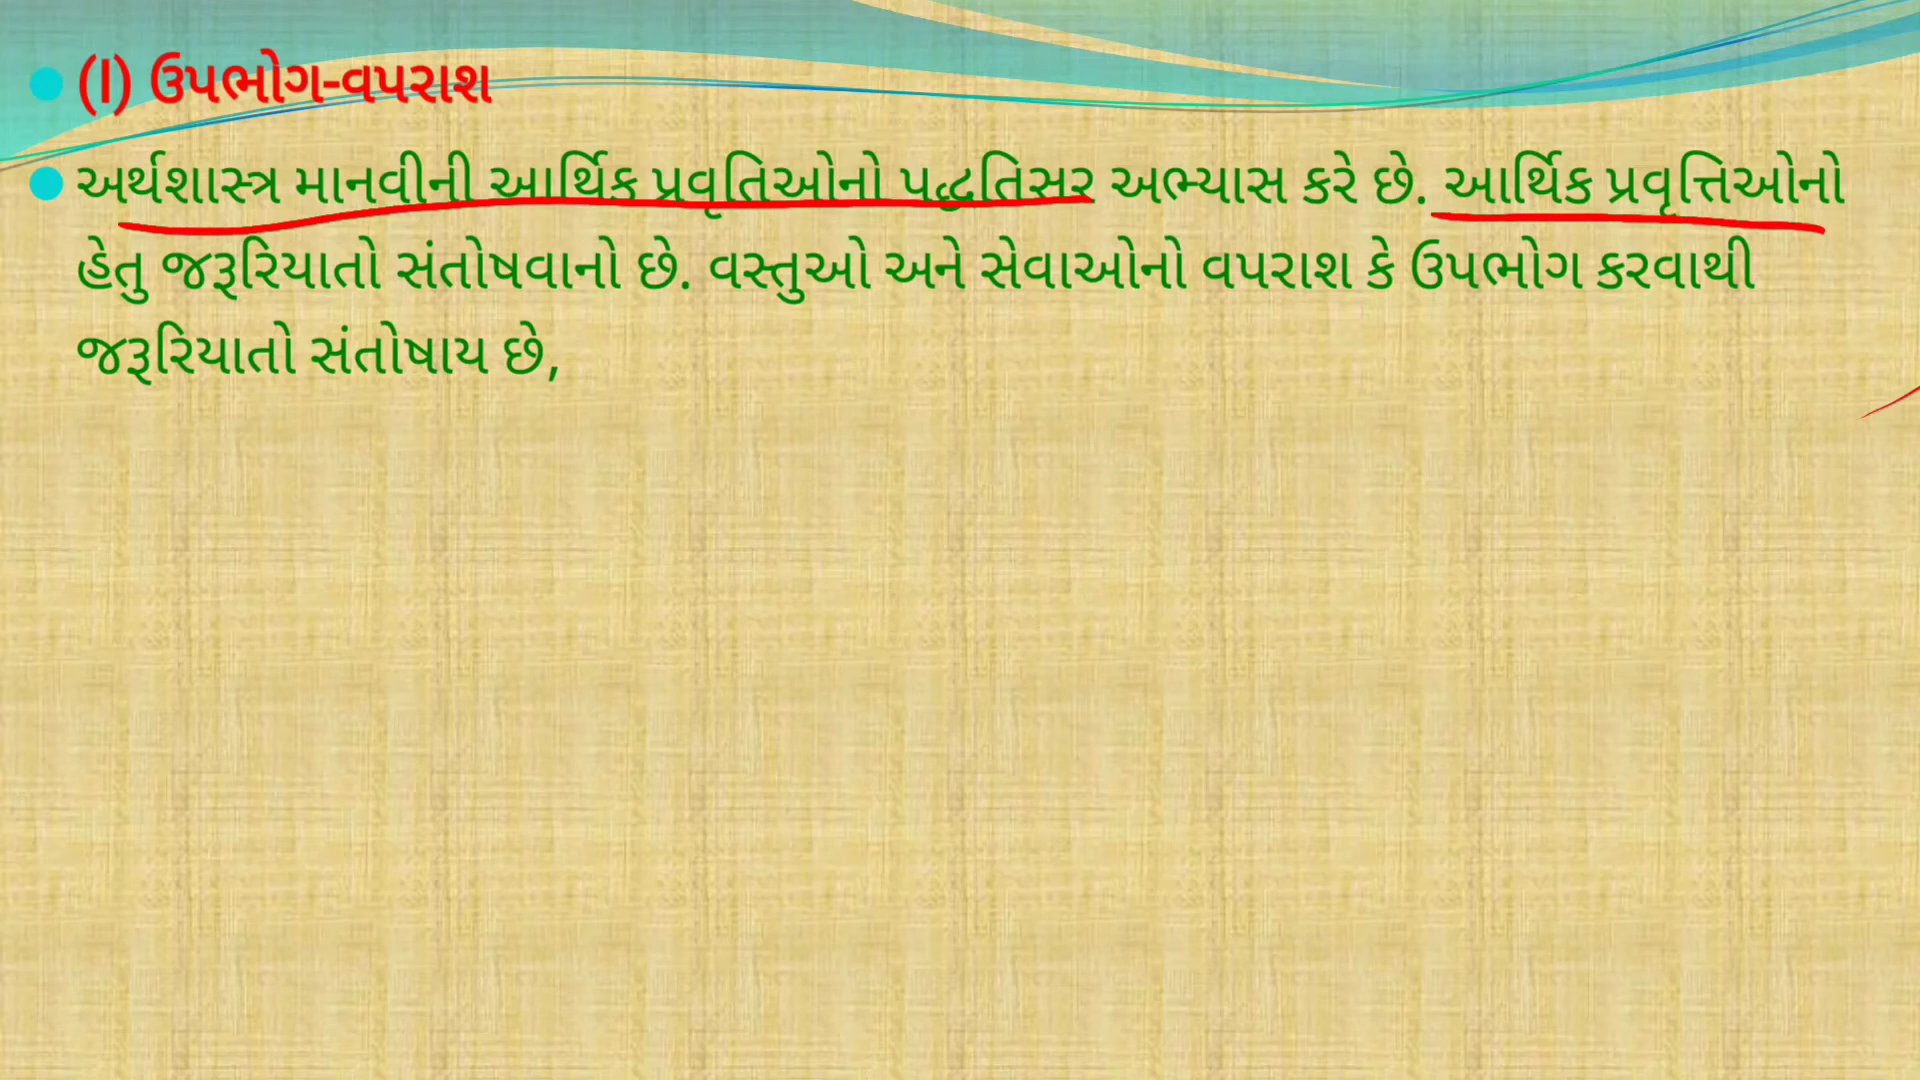 (I) ઉપભોગ-વપરાશ
અર્થશાસ્ત્ર માનવીની આર્થિક પ્રવૃતિઓનો પદ્ધતિસર અભ્યાસ કરે છે. આર્થિક પ્રવૃત્તિઓનો
હેતુ જરૂરિયાતો સંતોષવાનો છે. વસ્તુઓ અને સેવાઓનો વપરાશ કે ઉપભોગ કરવાથી
જરૂરિયાતો સંતોષાય છે,